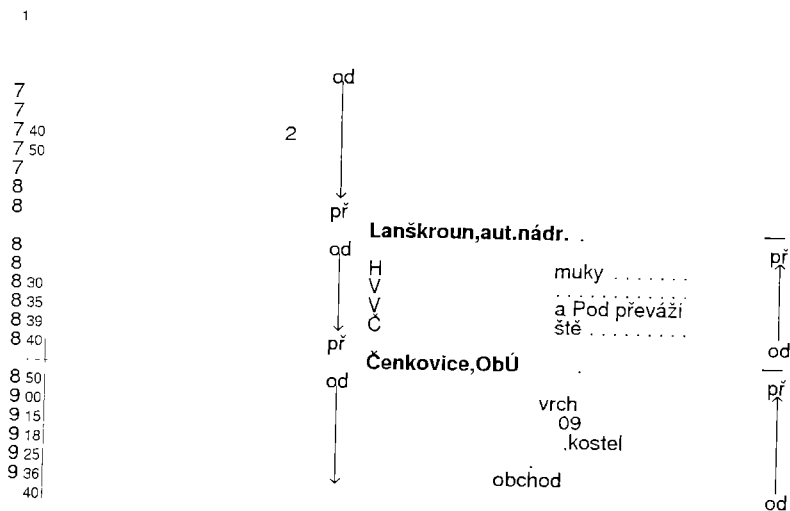 1
od
7
7
7 40
2
7 50
7
8
8
př
Lanškroun,aut.nádr. .
8
od
př
8
H
muky . . . . . . .
8 30
V
. . . . . . . . . . . .
8 35
V
a Pod převáží
8 39
Č
ště . . . . . . . . .
8 40
př
od
Čenkovice,ObÚ
8 50
od
př
9 00
vrch
9 15
09
9 18
,kostel
9 25
9 36
obchod
40
od